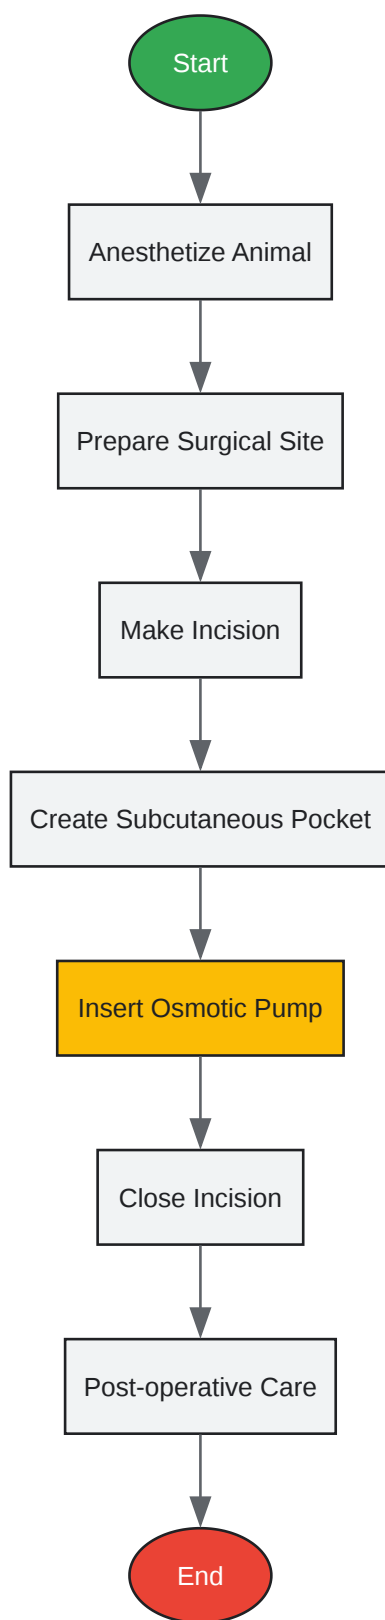 Start
Anesthetize Animal
Prepare Surgical Site
Make Incision
Create Subcutaneous Pocket
Insert Osmotic Pump
Close Incision
Post-operative Care
End